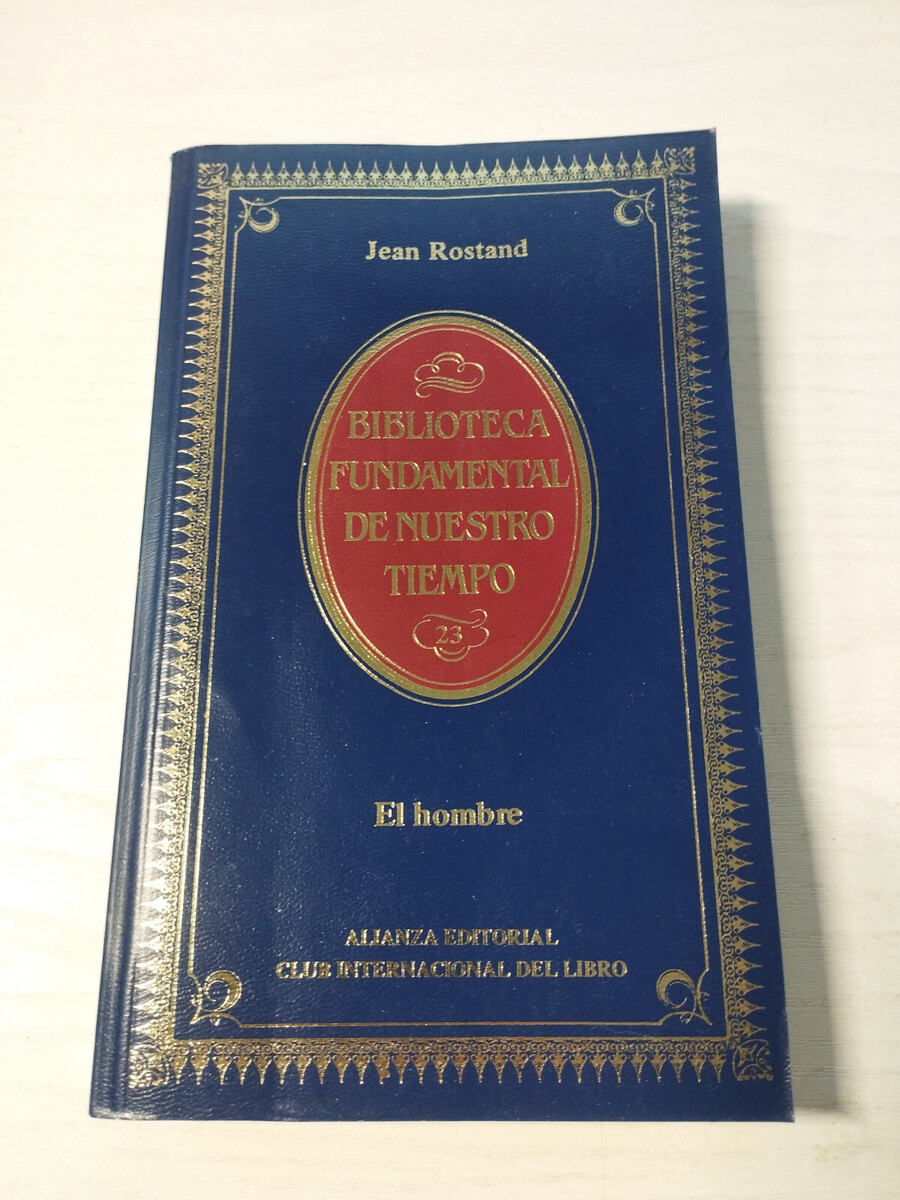 Jean Rostand
BIBLIOTECA
FUNDAMENTAL
DE NUESTRO
TIEMPO
23
El hombre
ALIANZA EDITORIAL
CLUB INTERNACIONAL DEL LIBRO